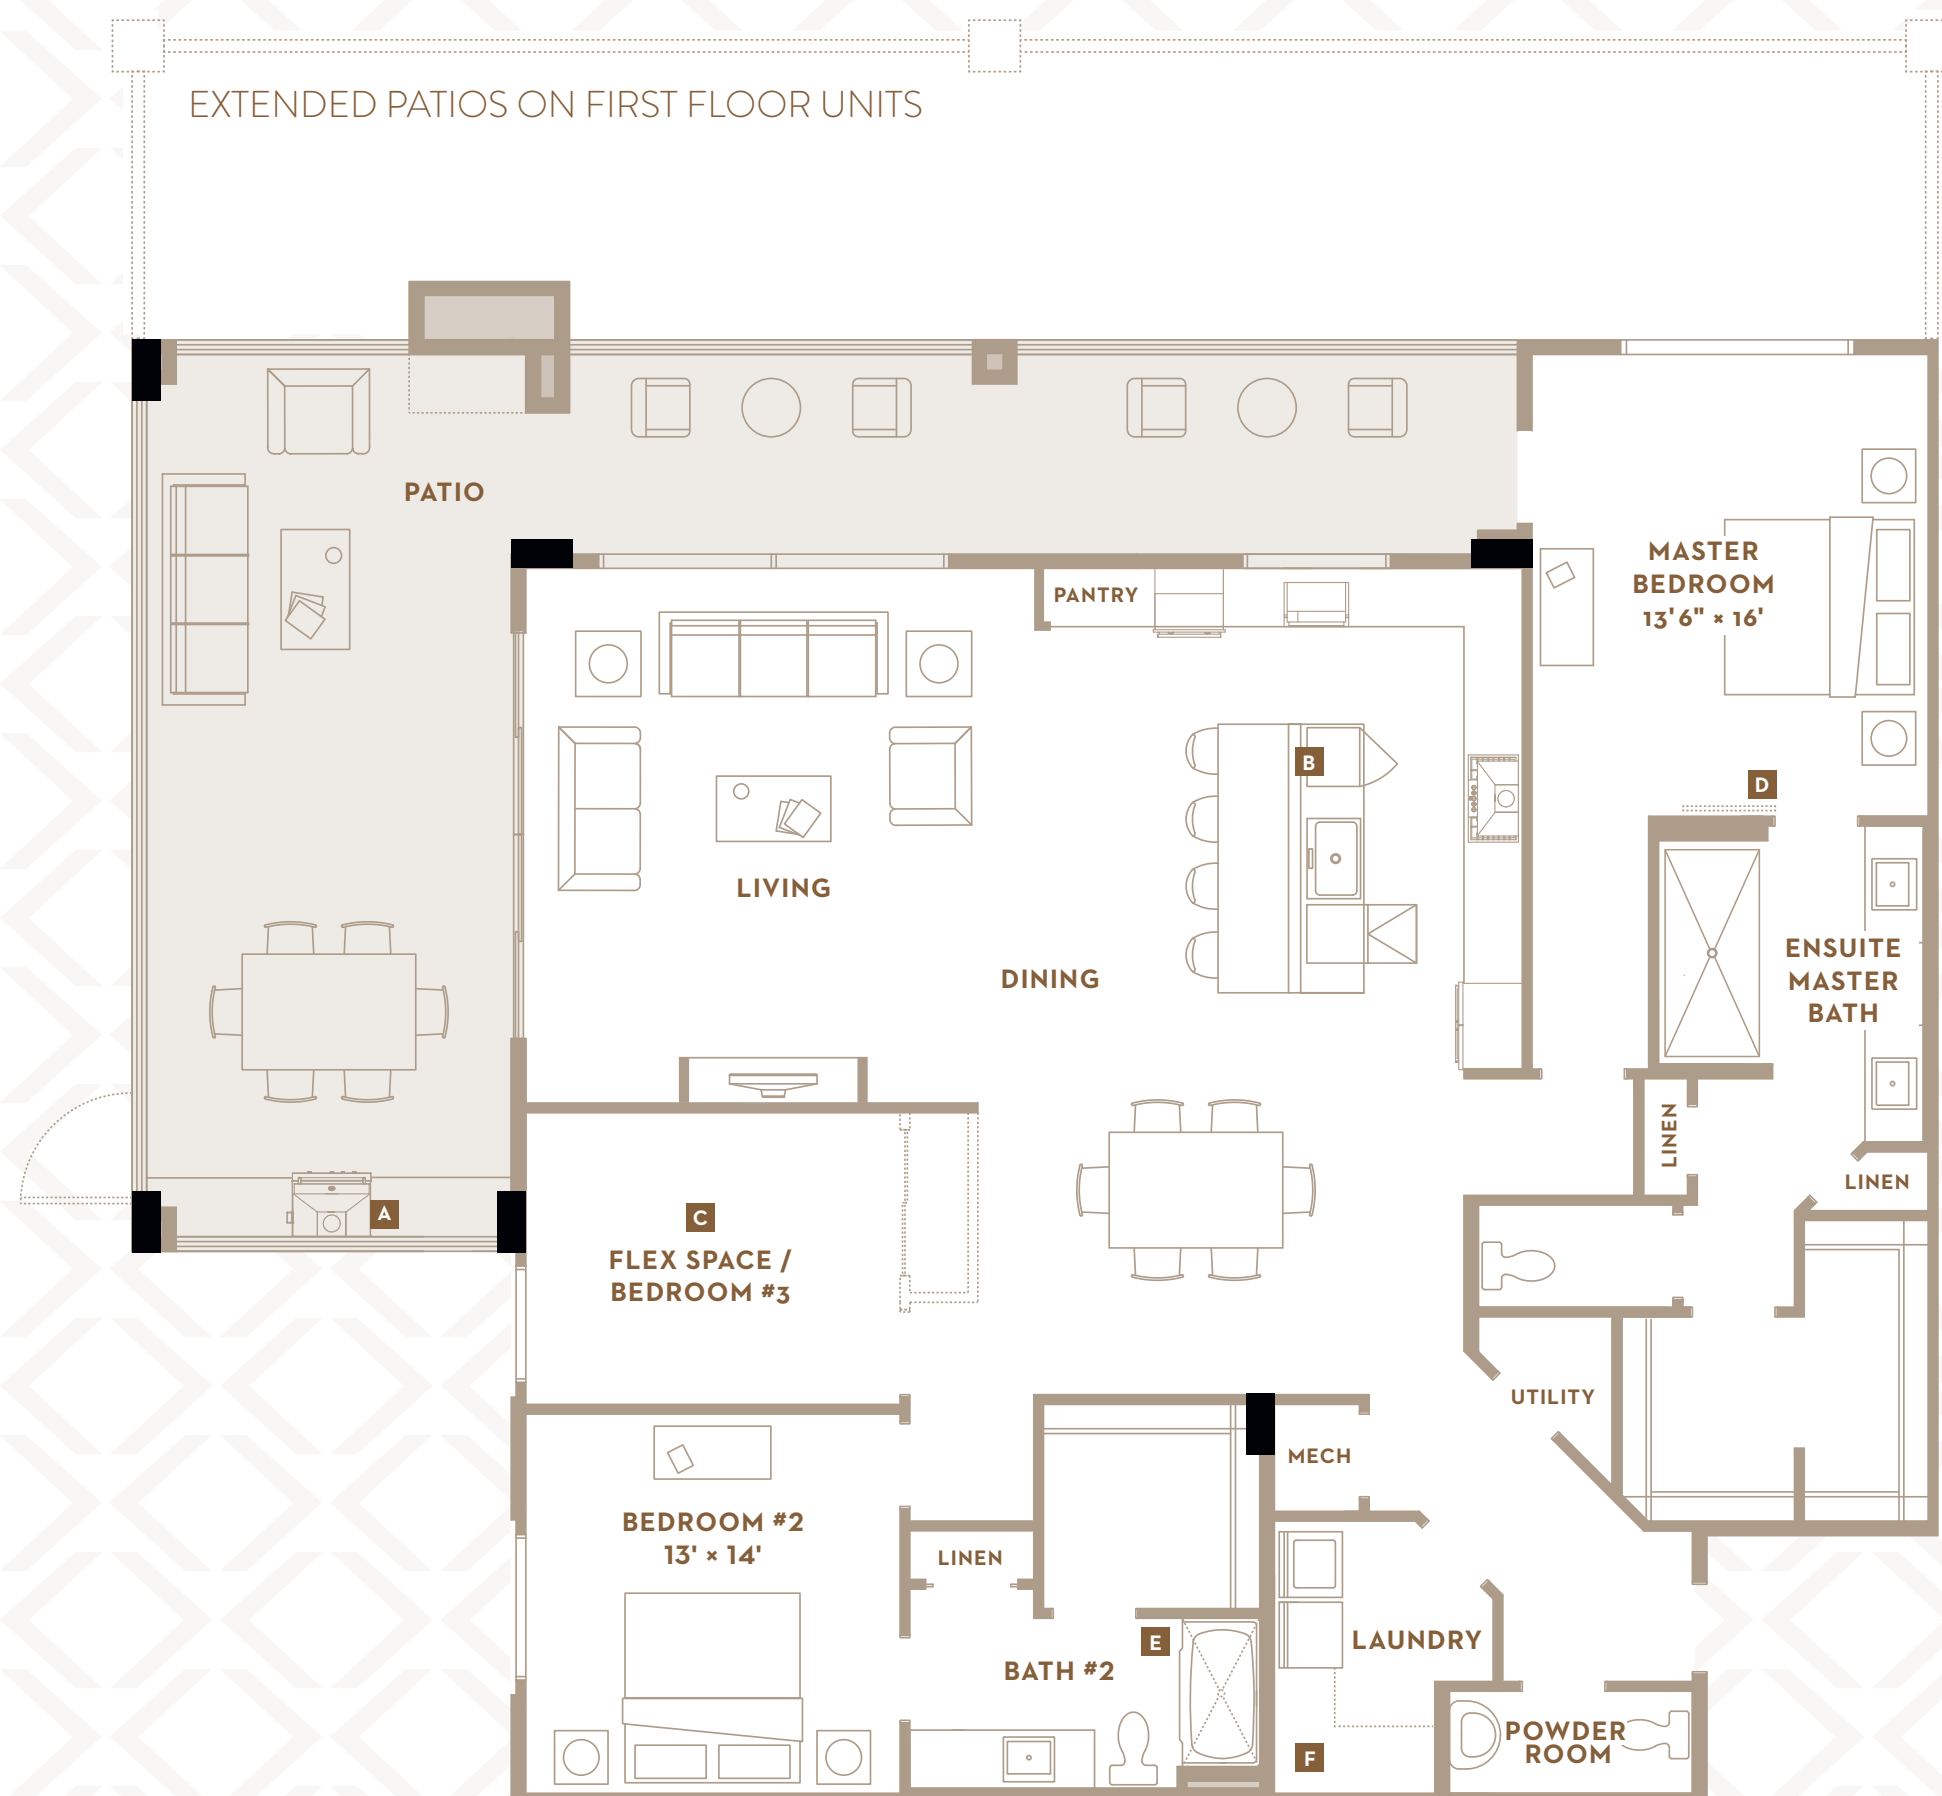 EXTENDED PATIOS ON FIRST FLOOR UNITS
PATIO
MASTER
BEDROOM
13'6" × 16'
PANTRY
B
D
LIVING
DINING
ENSUITE
MASTER
BATH
LINEN
LINEN
A
C
FLEX SPACE /
BEDROOM #3
UTILITY
MECH
BEDROOM #2
13' × 14'
LINEN
E
BATH #2
LAUNDRY
F
POWDER
ROOM